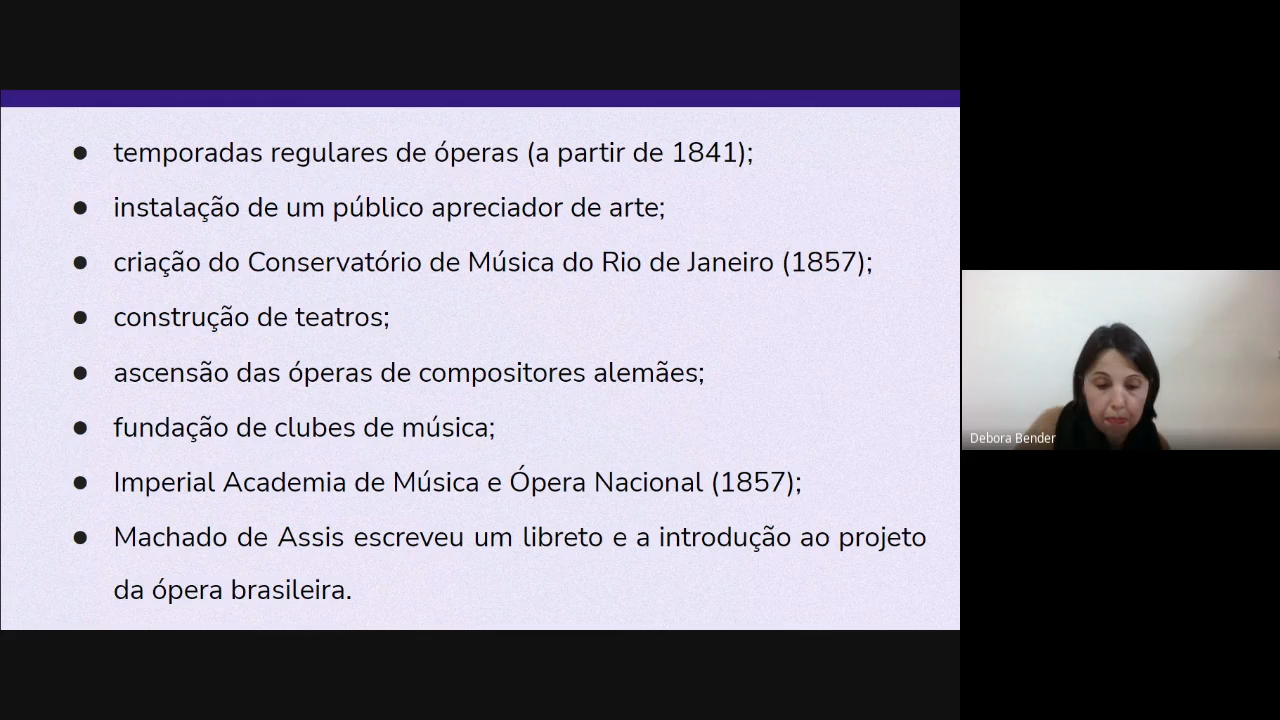 ● temporadas regulares de óperas (a partir de 1841);
● instalação de um público apreciador de arte;
● criação do Conservatório de Música do Rio de Janeiro (1857);
● construção de teatros;
● ascensão das óperas de compositores alemães;
● fundação de clubes de música;
● Imperial Academia de Música e Ópera Nacional (1857);
● Machado de Assis escreveu um libreto e a introdução ao projeto
da ópera brasileira.
Debora Bender